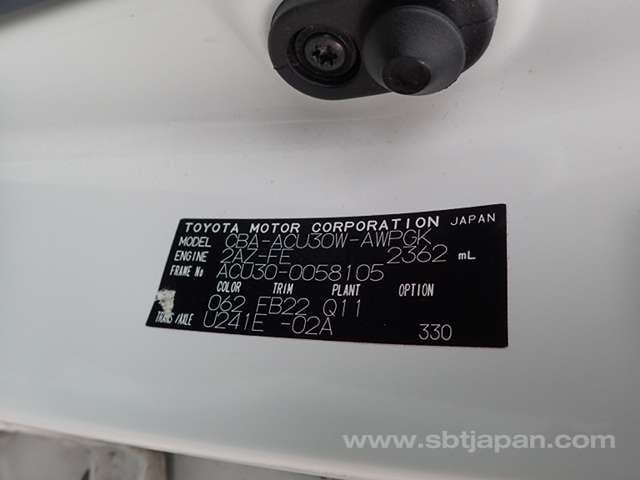 TOYOTA MOTOR CORPORATION JAPAN
MODEL CBA-ACU30W-AWPGK
ENGINE 2AZ-FE 2362 mL
FRAME No ACU30-0058105
COLOR TRIM PLANT OPTION
062 FB22 Q11
TRANS/AXLE U241E -02A 330
www.sbtjapan.com